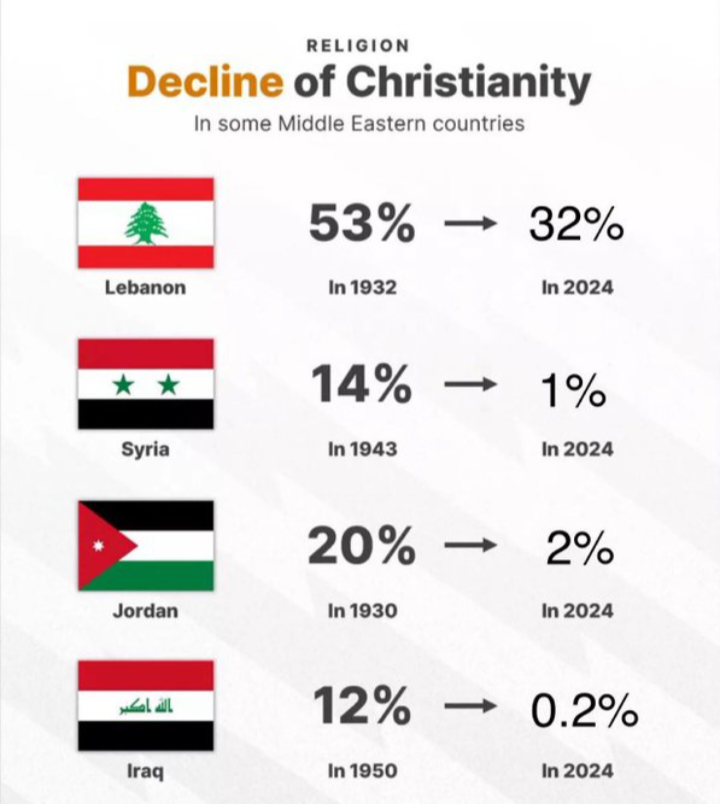 RELIGION
Decline of Christianity
In some Middle Eastern countries
53% → 32%
Lebanon In 1932 In 2024
14% → 1%
Syria In 1943 In 2024
20% → 2%
Jordan In 1930 In 2024
الله اكبر
12% → 0.2%
Iraq In 1950 In 2024